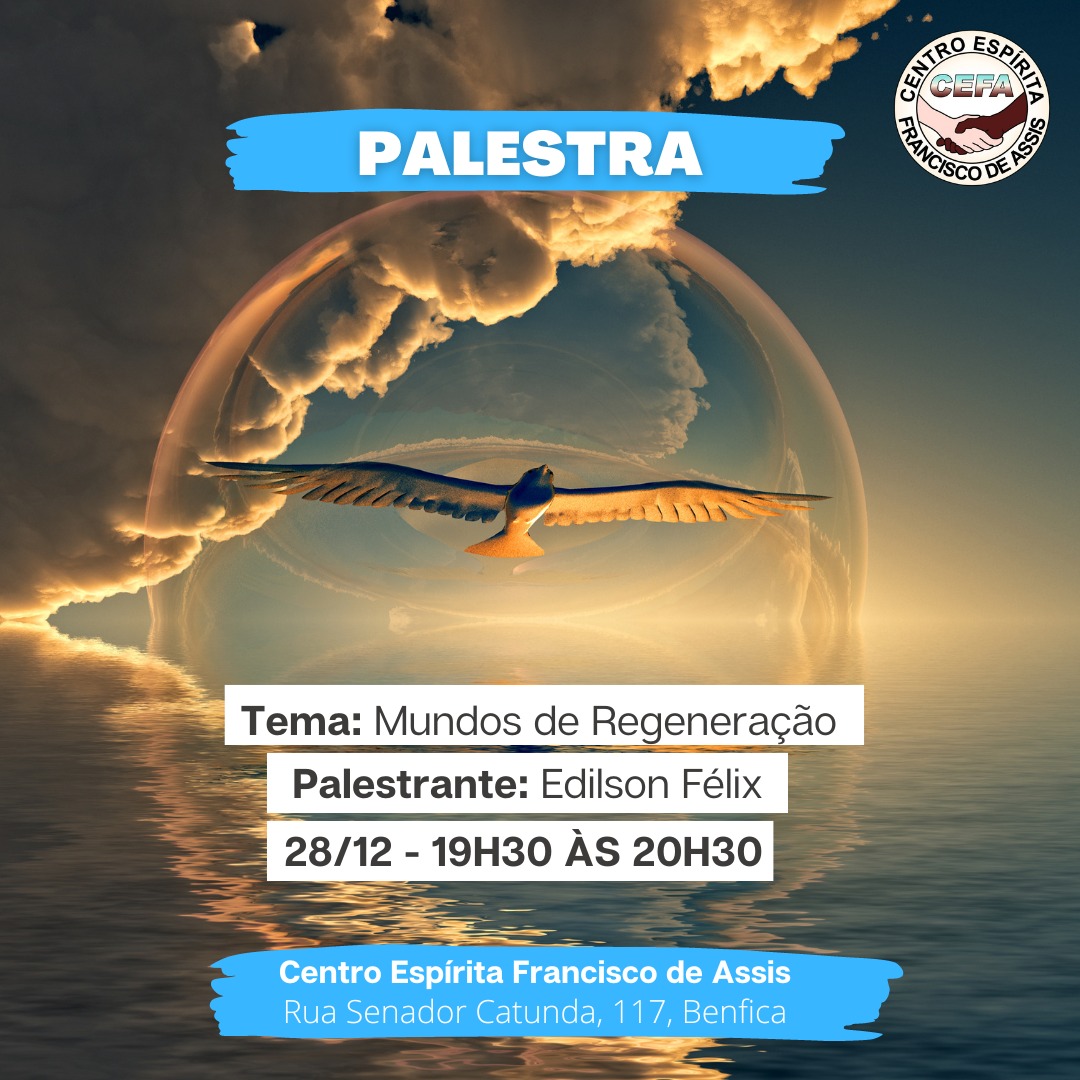 PALESTRA
CENTRO ESPÍRITA
CEFA
FRANCISCO DE ASSIS
Tema: Mundos de Regeneração
Palestrante: Edilson Félix
28/12 - 19H30 ÀS 20H30
Centro Espírita Francisco de Assis
Rua Senador Catunda, 117, Benfica